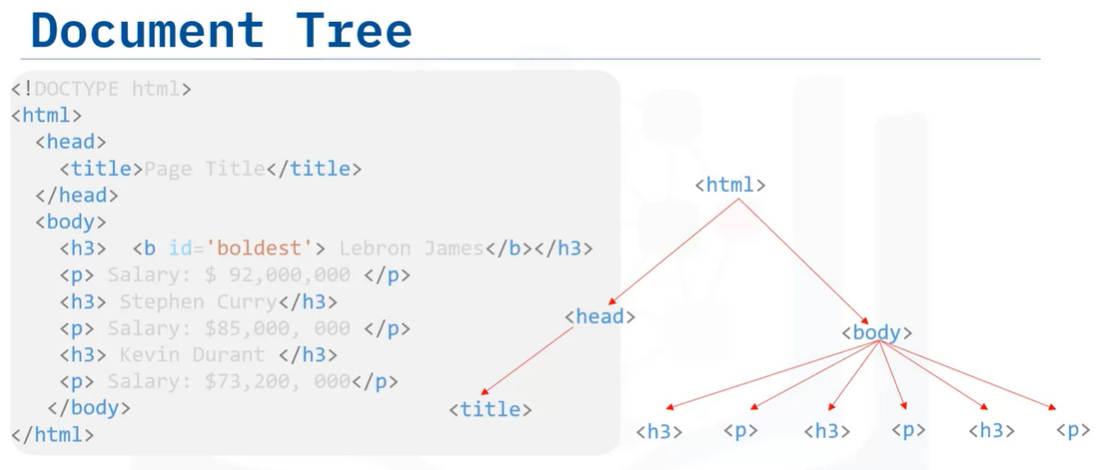 Document Tree
<!DOCTYPE html>
<html>
<head>
<title>Page Title</title>
</head>
<body>
<h3> <b id='boldest'> Lebron James</b></h3>
<p> Salary: $ 92,000,000 </p>
<h3> Stephen Curry</h3>
<p> Salary: $85,000, 000 </p>
<h3> Kevin Durant </h3>
<p> Salary: $73,200, 000</p>
</body>
</html>
<html>
<head>
<body>
<title>
<h3> <p> <h3> <p> <h3> <p>